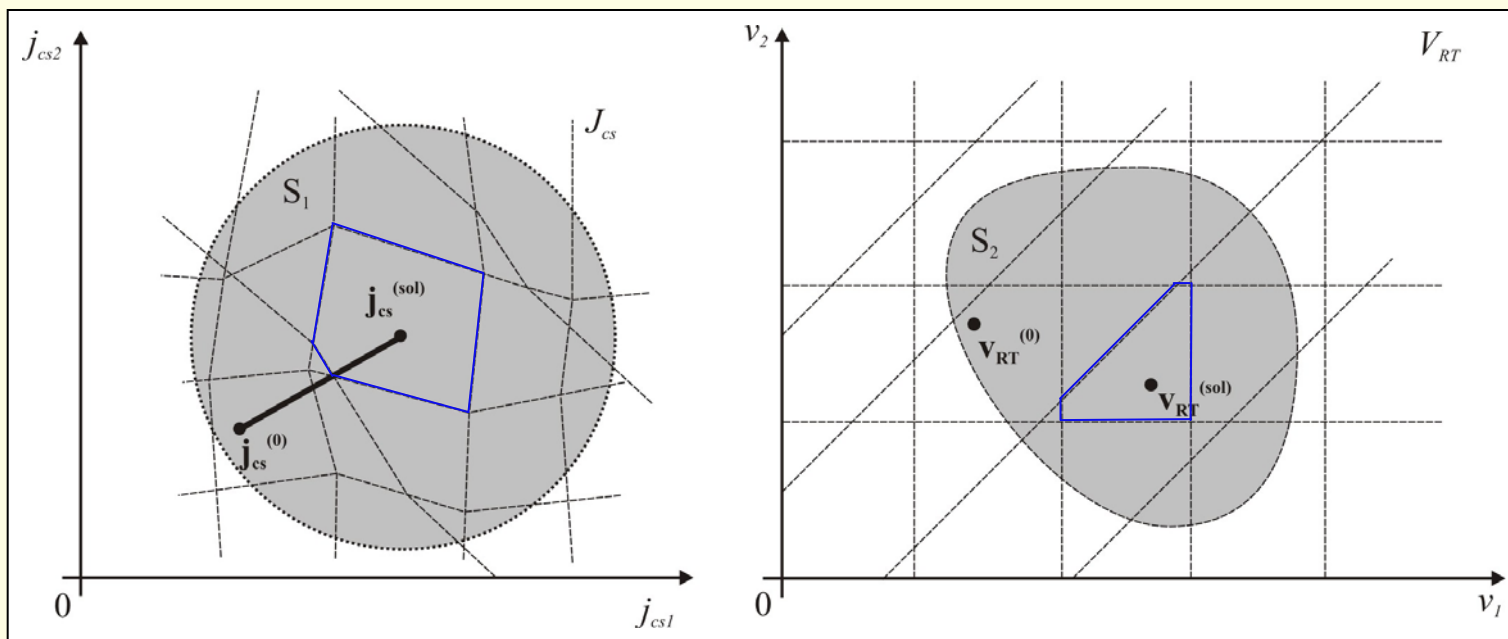 j_cs2
J_cs
S_1
j_cs^(sol)
j_cs^(0)
0
j_cs1
v_2
V_RT
S_2
v_RT^(0)
v_RT^(sol)
0
v_1